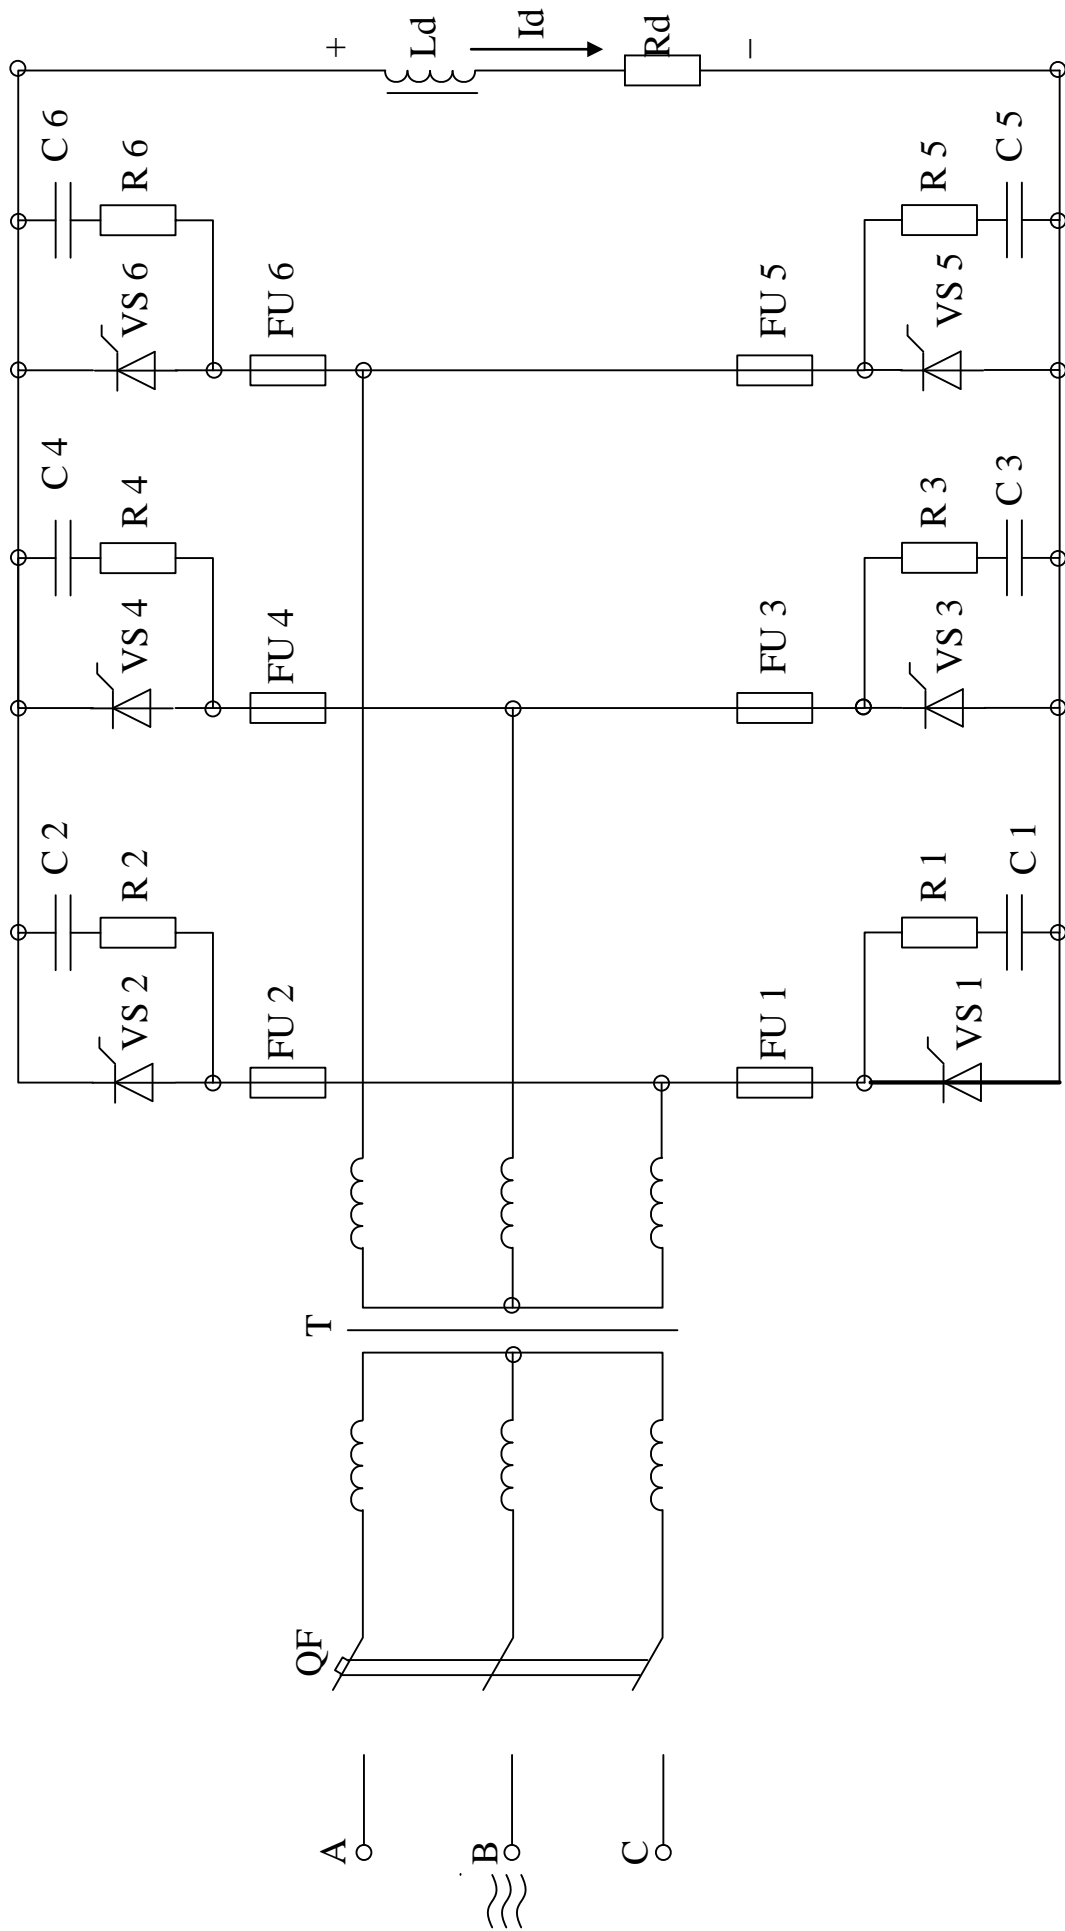 C 2
C 4
C 6
VS 2
R 2
VS 4
R 4
VS 6
R 6
FU 2
FU 4
FU 6
QF
T
A
+
Ld
B
Id
C
Rd
–
FU 1
FU 3
FU 5
VS 1
R 1
VS 3
R 3
VS 5
R 5
C 1
C 3
C 5